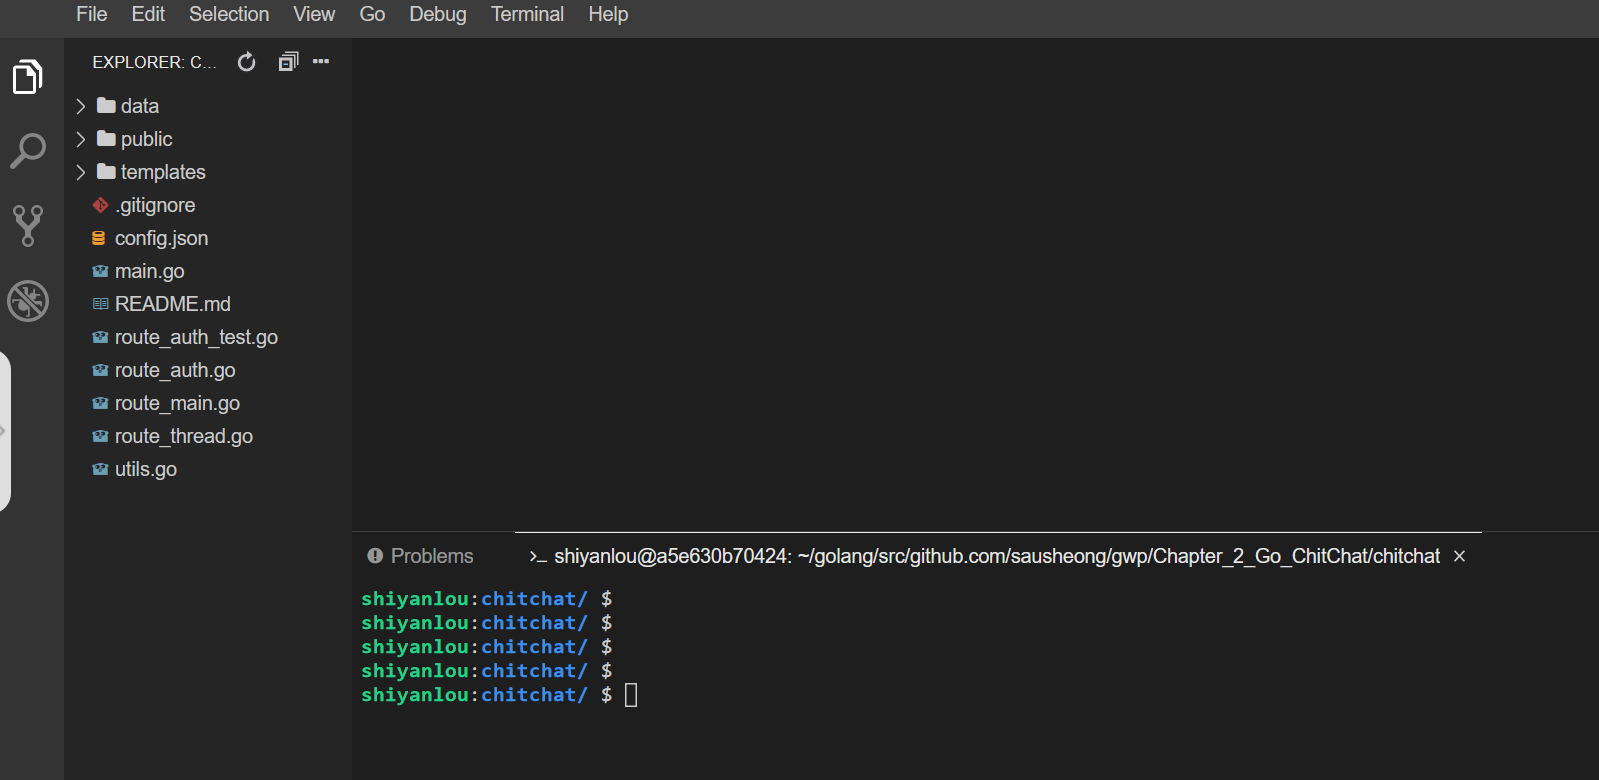 File Edit Selection View Go Debug Terminal Help
EXPLORER: C...
data
public
templates
.gitignore
config.json
main.go
README.md
route_auth_test.go
route_auth.go
route_main.go
route_thread.go
utils.go
Problems >_ shiyanlou@a5e630b70424: ~/golang/src/github.com/sausheong/gwp/Chapter_2_Go_ChitChat/chitchat ×
shiyanlou:chitchat/ $
shiyanlou:chitchat/ $
shiyanlou:chitchat/ $
shiyanlou:chitchat/ $
shiyanlou:chitchat/ $